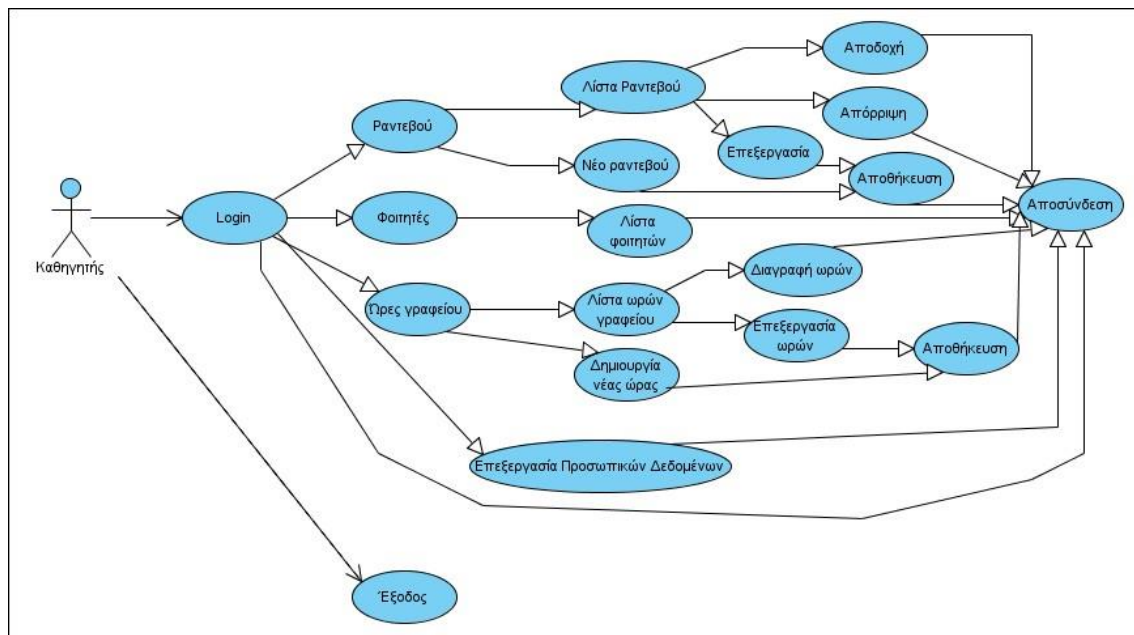 Αποδοχή
Λίστα Ραντεβού
Απόρριψη
Ραντεβού
Επεξεργασία
Νέο ραντεβού
Αποθήκευση
Login
Φοιτητές
Λίστα
φοιτητών
Αποσύνδεση
Καθηγητής
Διαγραφή ωρών
Ώρες γραφείου
Λίστα ωρών
γραφείου
Επεξεργασία
ωρών
Αποθήκευση
Δημιουργία
νέας ώρας
Επεξεργασία Προσωπικών Δεδομένων
Έξοδος